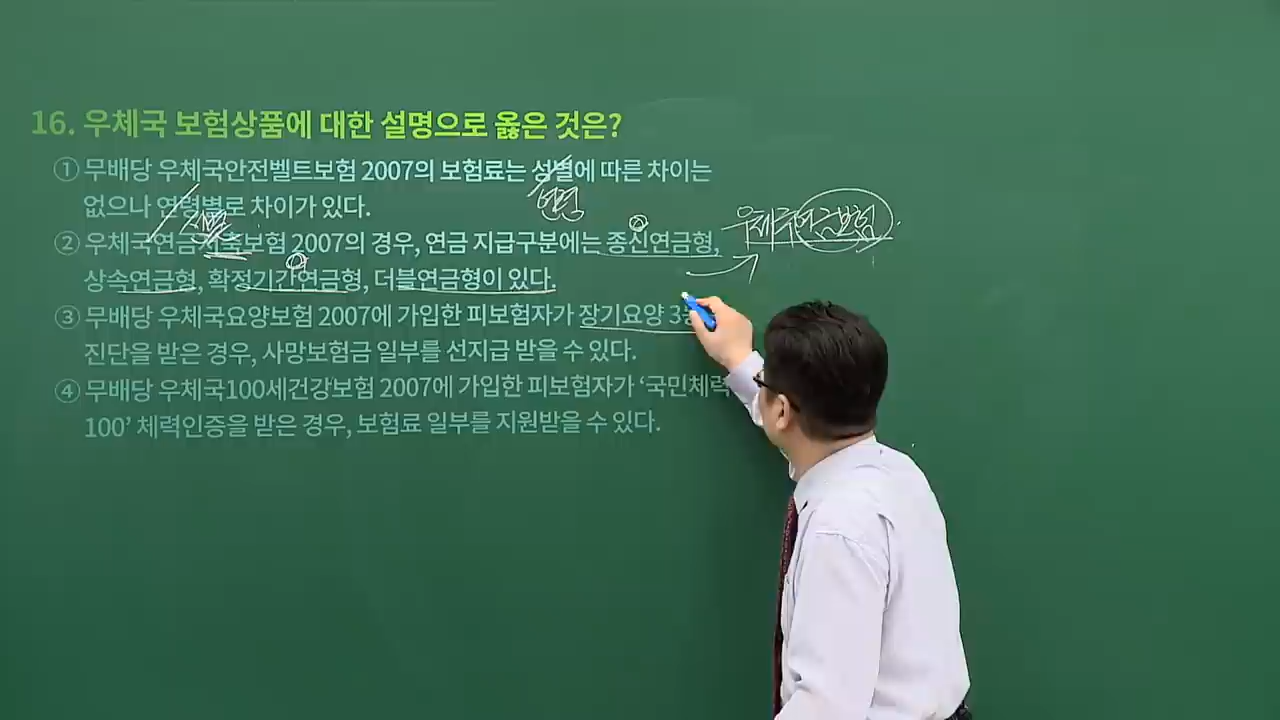 16. 우체국 보험상품에 대한 설명으로 옳은 것은?
① 무배당 우체국안전벨트보험 2007의 보험료는 성별에 따른 차이는
연령
없으나 연령별로 차이가 있다.
성별
② 우체국연금저축보험 2007의 경우, 연금 지급구분에는 종신연금형,
우체국연금보험
상속연금형, 확정기간연금형, 더블연금형이 있다.
③ 무배당 우체국요양보험 2007에 가입한 피보험자가 장기요양 3
진단을 받은 경우, 사망보험금 일부를 선지급 받을 수 있다.
④ 무배당 우체국100세건강보험 2007에 가입한 피보험자가 ‘국민체력
100’ 체력인증을 받은 경우, 보험료 일부를 지원받을 수 있다.